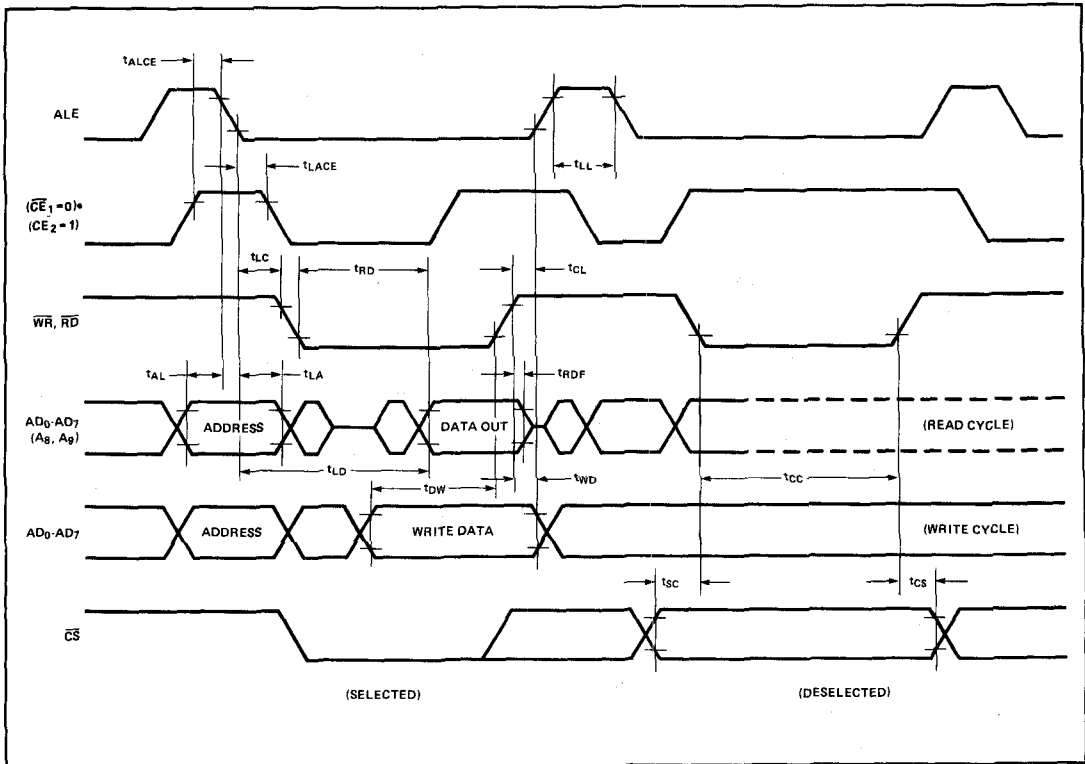 tALCE
ALE
tLACE
tLL
(CE1=0)•
(CE2=1)
tLC
tRD
tCL
WR, RD
tRDF
tAL
tLA
AD0-AD7
(A8, A9)
ADDRESS
DATA OUT
(READ CYCLE)
tLD
tWD
tDW
tCC
AD0-AD7
ADDRESS
WRITE DATA
(WRITE CYCLE)
tSC
tCS
CS
(SELECTED)
(DESELECTED)